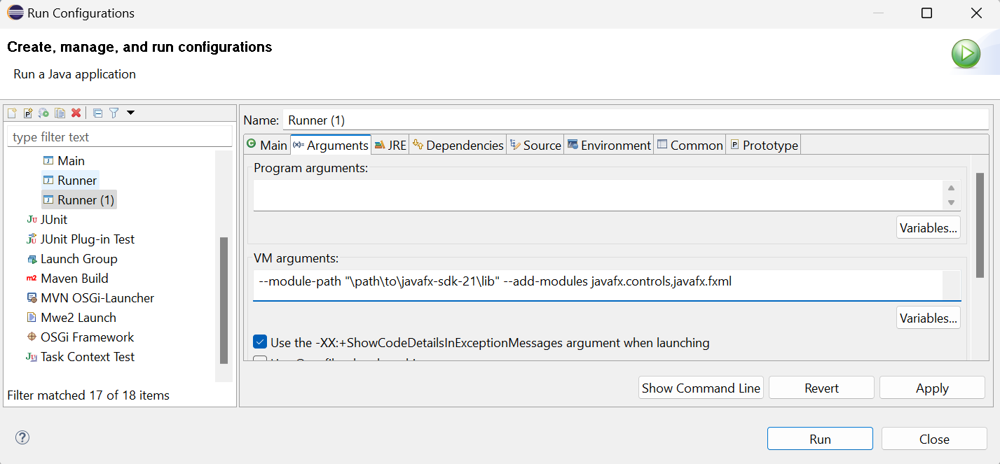 Run Configurations
Create, manage, and run configurations
Run a Java application
type filter text
Main
Runner
Runner (1)
JUnit
JUnit Plug-in Test
Launch Group
Maven Build
MVN OSGi-Launcher
Mwe2 Launch
OSGi Framework
Task Context Test
Filter matched 17 of 18 items
Name: Runner (1)
Main (x)= Arguments JRE Dependencies Source Environment Common Prototype
Program arguments:
Variables...
VM arguments:
--module-path "\path\to\javafx-sdk-21\lib" --add-modules javafx.controls,javafx.fxml
Variables...
Use the -XX:+ShowCodeDetailsInExceptionMessages argument when launching
Show Command Line Revert Apply
Run Close